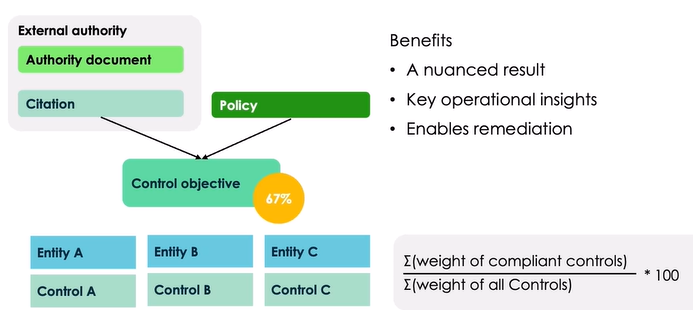 External authority
Authority document
Citation
Policy
Control objective
67%
Entity A
Entity B
Entity C
Control A
Control B
Control C
Benefits
• A nuanced result
• Key operational insights
• Enables remediation
Σ(weight of compliant controls)
Σ(weight of all Controls)
* 100